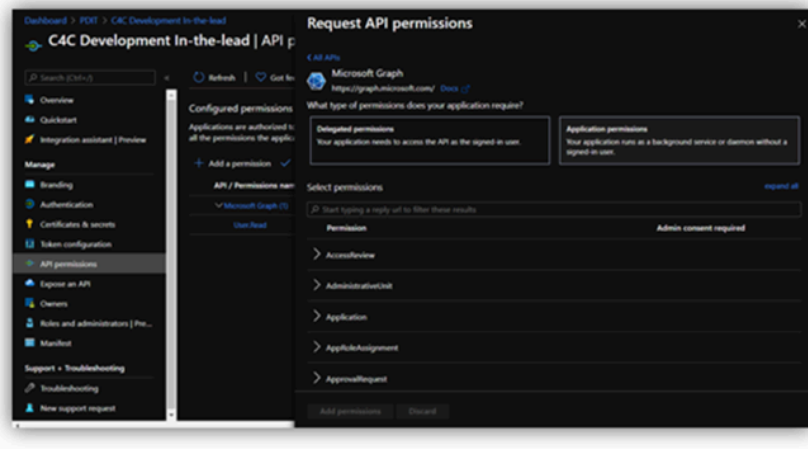 Dashboard > PDIT > C4C Development In-the-lead
C4C Development In-the-lead | API p
Search (Ctrl+/)
«
Overview
Quickstart
Integration assistant | Preview
Manage
Branding
Authentication
Certificates & secrets
Token configuration
API permissions
Expose an API
Owners
Roles and administrators | Pre...
Manifest
Support + Troubleshooting
Troubleshooting
New support request
Refresh
Got fee
Configured permissions
Applications are authorized to
all the permissions the applica
+ Add a permission
API / Permissions nam
Microsoft Graph (1)
User.Read
Request API permissions
All APIs
Microsoft Graph
https://graph.microsoft.com/ Docs
What type of permissions does your application require?
Delegated permissions
Your application needs to access the API as the signed-in user.
Application permissions
Your application runs as a background service or daemon without a
signed-in user.
Select permissions
expand all
Start typing a reply url to filter these results
Permission
Admin consent required
AccessReview
AdministrativeUnit
Application
AppRoleAssignment
ApprovalRequest
Add permissions
Discard